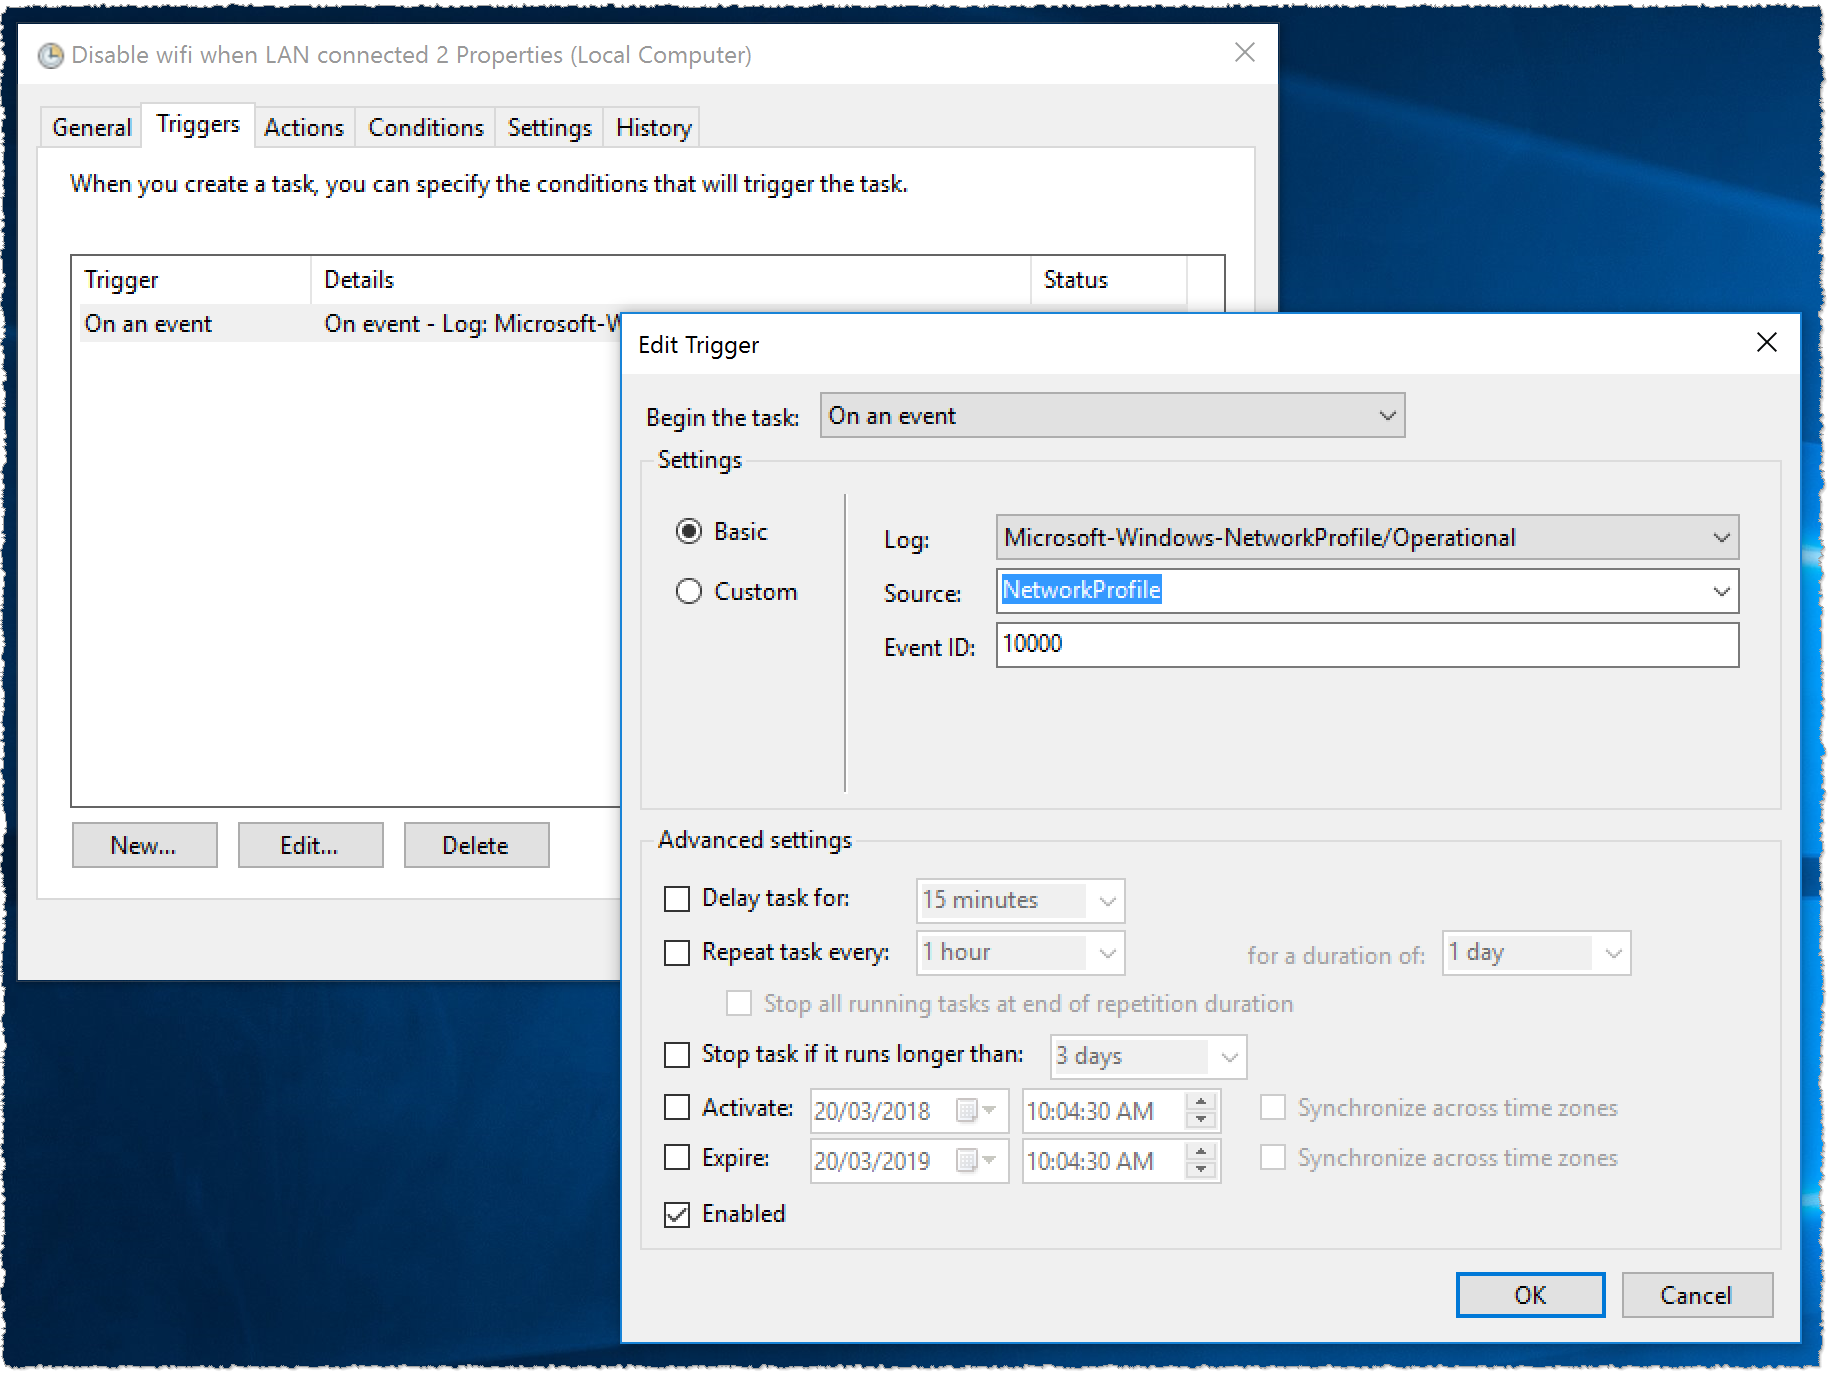 Disable wifi when LAN connected 2 Properties (Local Computer)
General Triggers Actions Conditions Settings History
When you create a task, you can specify the conditions that will trigger the task.
Trigger Details Status
On an event On event - Log: Microsoft-W
New... Edit... Delete
Edit Trigger
Begin the task: On an event
Settings
Basic
Custom
Log: Microsoft-Windows-NetworkProfile/Operational
Source: NetworkProfile
Event ID: 10000
Advanced settings
Delay task for: 15 minutes
Repeat task every: 1 hour for a duration of: 1 day
Stop all running tasks at end of repetition duration
Stop task if it runs longer than: 3 days
Activate: 20/03/2018 10:04:30 AM Synchronize across time zones
Expire: 20/03/2019 10:04:30 AM Synchronize across time zones
Enabled
OK Cancel